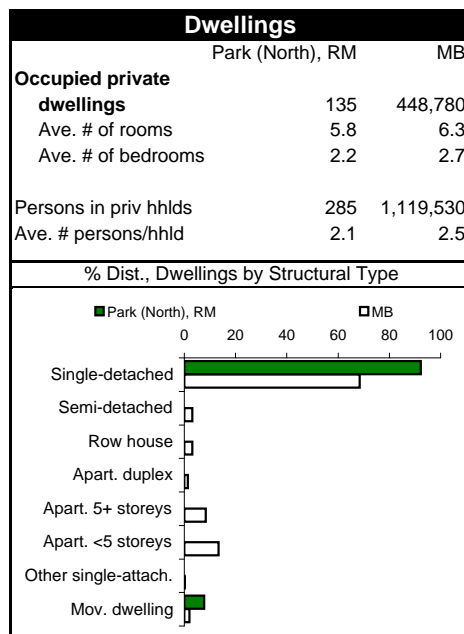 Dwellings
Park (North), RM MB
Occupied private
dwellings 135 448,780
Ave. # of rooms 5.8 6.3
Ave. # of bedrooms 2.2 2.7
Persons in priv hhlds 285 1,119,530
Ave. # persons/hhld 2.1 2.5
% Dist., Dwellings by Structural Type
Park (North), RM MB
0 20 40 60 80 100
Single-detached
Semi-detached
Row house
Apart. duplex
Apart. 5+ storeys
Apart. <5 storeys
Other single-attach.
Mov. dwelling